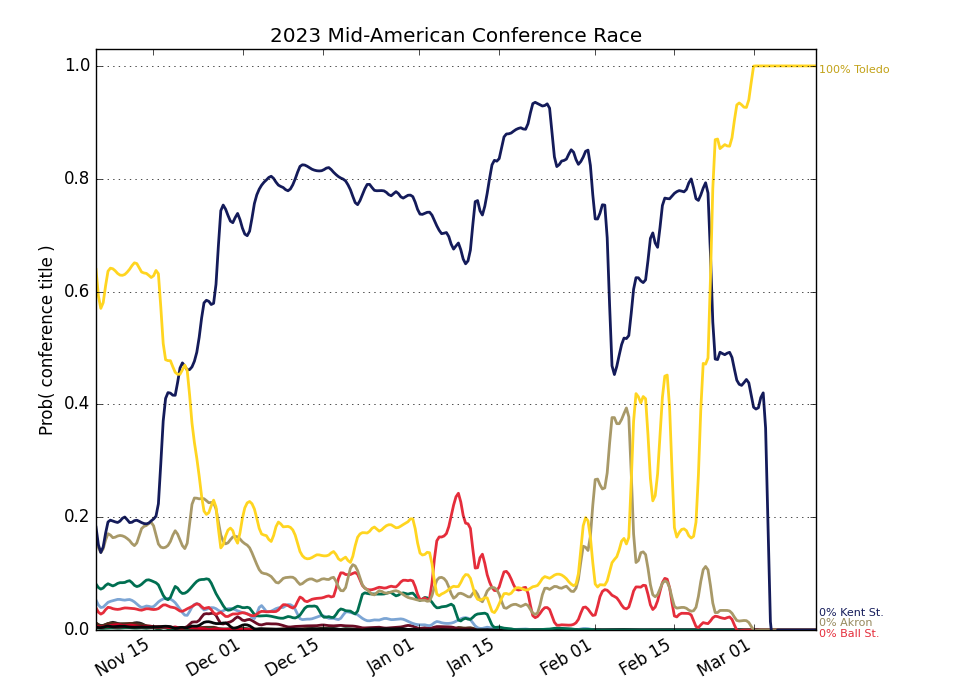 2023 Mid-American Conference Race
Prob( conference title )
1.0
0.8
0.6
0.4
0.2
0.0
100% Toledo
0% Kent St.
0% Akron
0% Ball St.
Nov 15
Dec 01
Dec 15
Jan 01
Jan 15
Feb 01
Feb 15
Mar 01